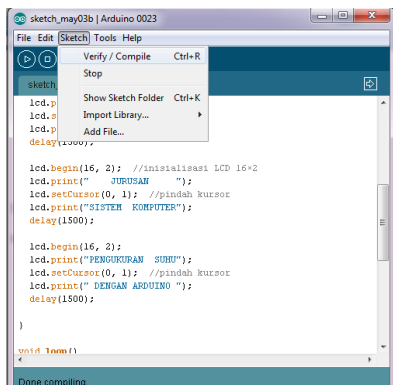 sketch_may03b | Arduino 0023
File Edit Sketch Tools Help
Verify / Compile Ctrl+R
Stop
Show Sketch Folder Ctrl+K
Import Library...
Add File...
sketch
lcd.p
lcd.s
lcd.p
delay(1500);
lcd.begin(16, 2); //inisialisasi LCD 16×2
lcd.print("   JURUSAN    ");
lcd.setCursor(0, 1); //pindah kursor
lcd.print("SISTEM  KOMPUTER");
delay(1500);
lcd.begin(16, 2);
lcd.print("PENGUKURAN  SUHU");
lcd.setCursor(0, 1); //pindah kursor
lcd.print(" DENGAN ARDUINO ");
delay(1500);
}
void loop()
Done compiling